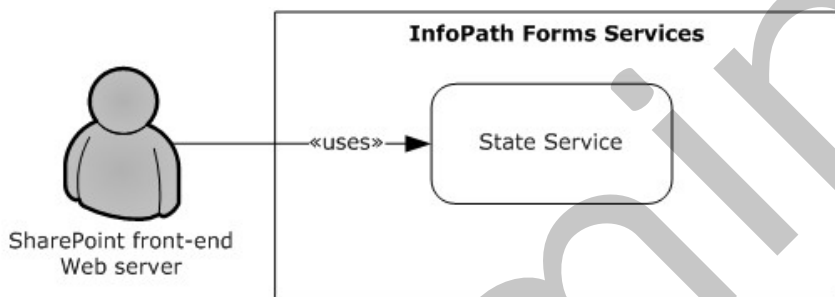 InfoPath Forms Services
«uses»
State Service
SharePoint front-end
Web server